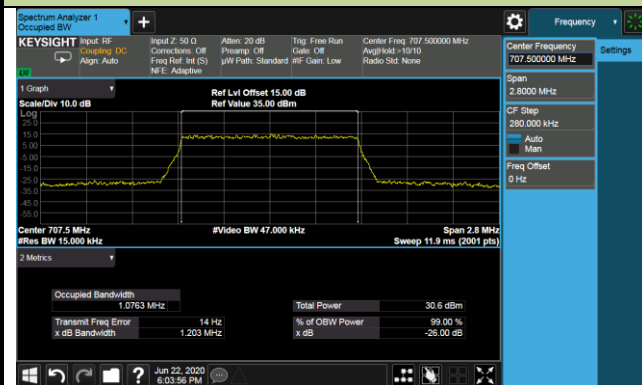 Spectrum Analyzer 1
Occupied BW
Frequency
KEYSIGHT
Input: RF
Coupling: DC
Align: Auto
Input Z: 50 Ω
Corrections: Off
Freq Ref: Int (S)
NFE: Adaptive
Atten: 20 dB
Preamp: Off
µW Path: Standard
Trig: Free Run
Gate: Off
#IF Gain: Low
Center Freq: 707.500000 MHz
Avg|Hold:>10/10
Radio Std: None
LV
Center Frequency
707.500000 MHz
Settings
Span
2.8000 MHz
CF Step
280.000 kHz
Auto
Man
Freq Offset
0 Hz
1 Graph
Scale/Div 10.0 dB
Ref Lvl Offset 15.00 dB
Ref Value 35.00 dBm
Log
25.0
15.0
5.00
-5.00
-15.0
-25.0
-35.0
-45.0
-55.0
Center 707.5 MHz
#Video BW 47.000 kHz
Span 2.8 MHz
#Res BW 15.000 kHz
Sweep 11.9 ms (2001 pts)
2 Metrics
Occupied Bandwidth
1.0763 MHz
Total Power 30.6 dBm
Transmit Freq Error 14 Hz
% of OBW Power 99.00 %
x dB Bandwidth 1.203 MHz
x dB -26.00 dB
?
Jun 22, 2020
6:03:56 PM